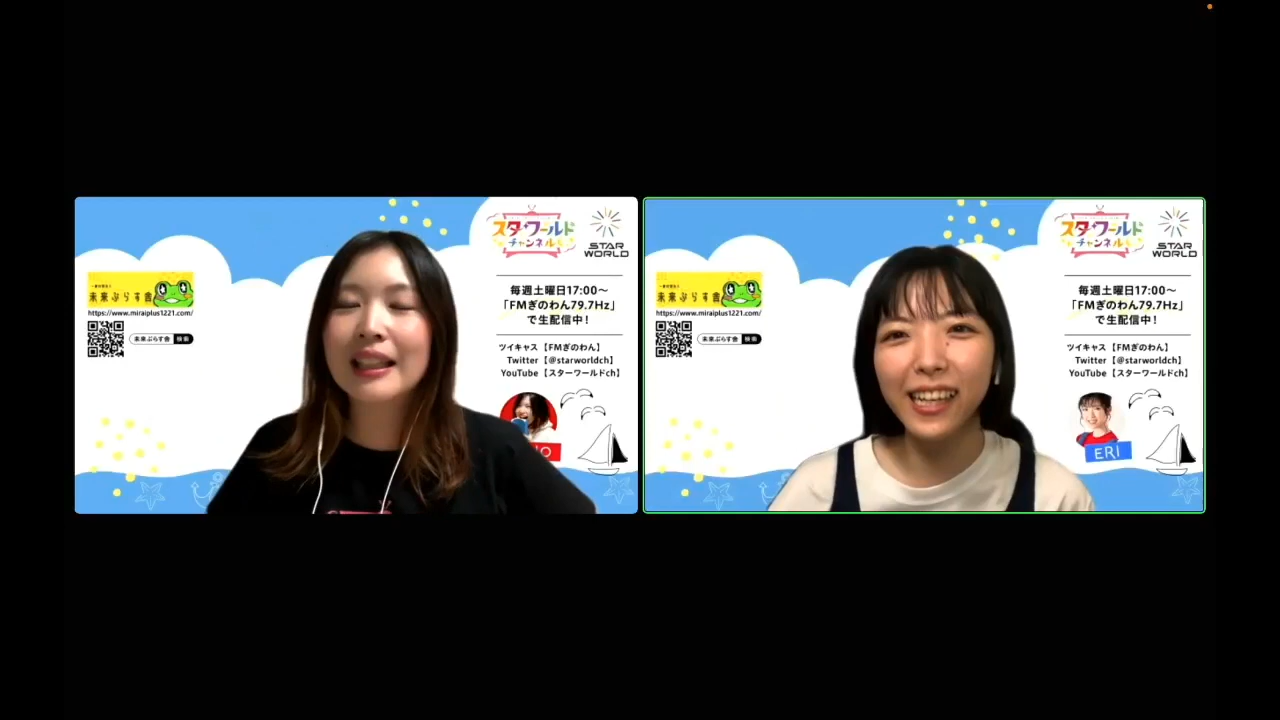 スターワールド
チャンネル
STAR
WORLD
未来ぷらす舎
https://www.miraiplus1221.com/
未来ぷらす舎 検索
毎週土曜日17:00～
「FMぎのわん79.7Hz」
で生配信中！
ツイキャス【FMぎのわん】
Twitter【@starworldch】
YouTube【スターワールドch】
スターワールド
チャンネル
STAR
WORLD
未来ぷらす舎
https://www.miraiplus1221.com/
未来ぷらす舎 検索
毎週土曜日17:00～
「FMぎのわん79.7Hz」
で生配信中！
ツイキャス【FMぎのわん】
Twitter【@starworldch】
YouTube【スターワールドch】
ERI